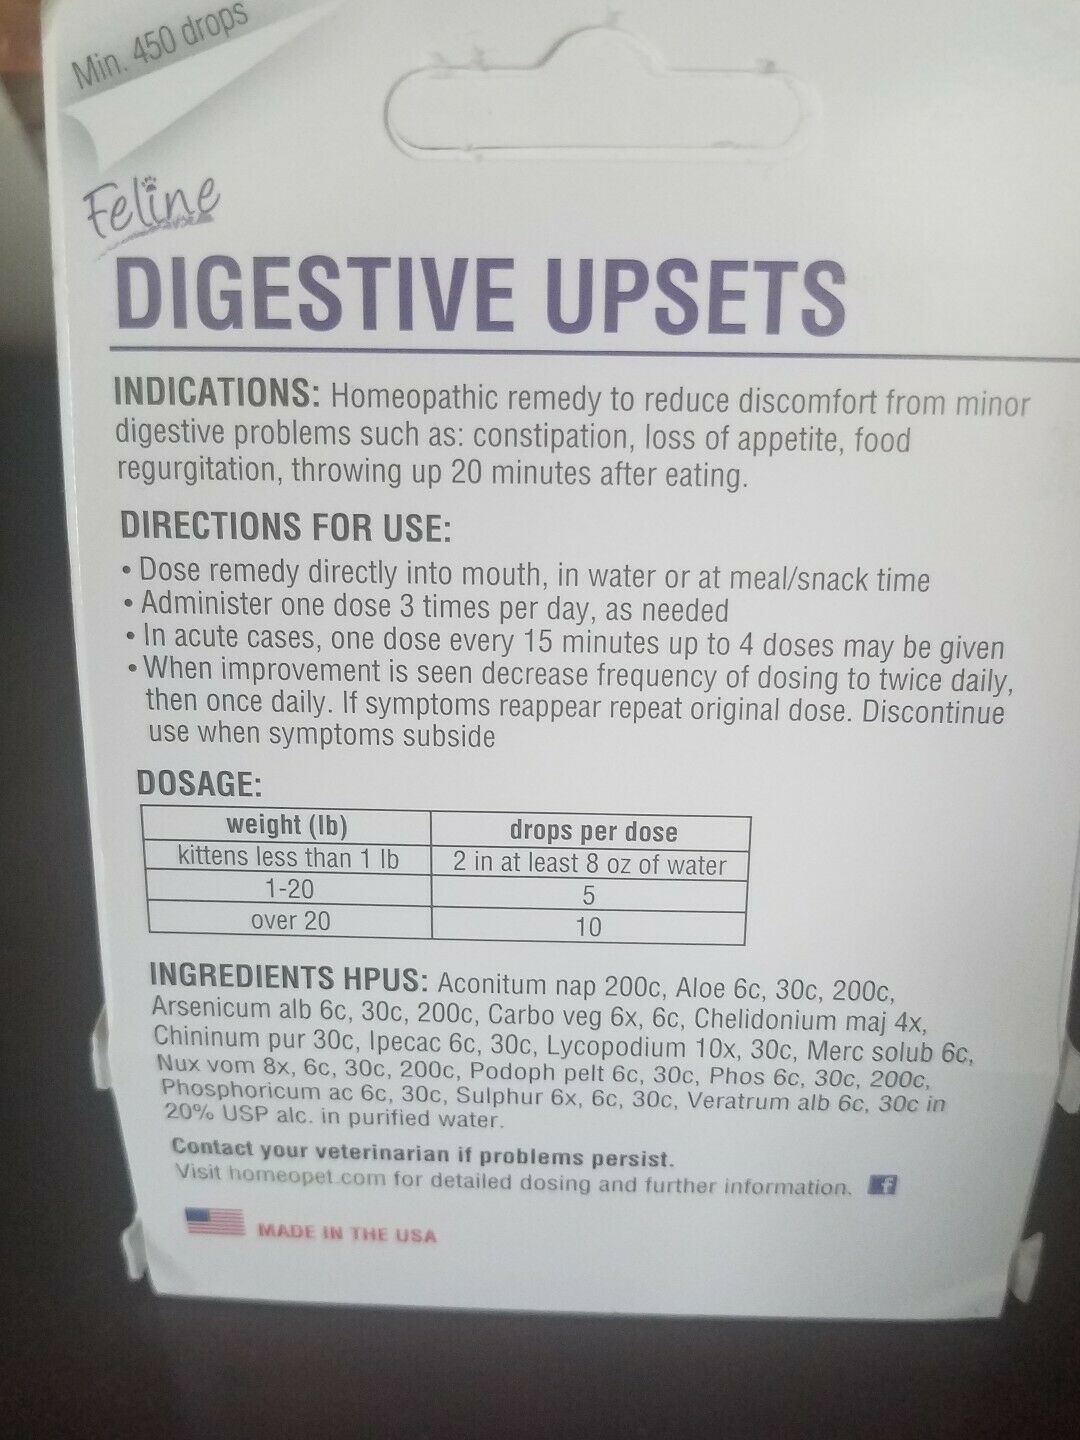 Min. 450 drops
Feline
DIGESTIVE UPSETS
INDICATIONS: Homeopathic remedy to reduce discomfort from minor
digestive problems such as: constipation, loss of appetite, food
regurgitation, throwing up 20 minutes after eating.
DIRECTIONS FOR USE:
• Dose remedy directly into mouth, in water or at meal/snack time
• Administer one dose 3 times per day, as needed
• In acute cases, one dose every 15 minutes up to 4 doses may be given
• When improvement is seen decrease frequency of dosing to twice daily,
then once daily. If symptoms reappear repeat original dose. Discontinue
use when symptoms subside
DOSAGE:
weight (lb) drops per dose
kittens less than 1 lb 2 in at least 8 oz of water
1-20 5
over 20 10
INGREDIENTS HPUS: Aconitum nap 200c, Aloe 6c, 30c, 200c,
Arsenicum alb 6c, 30c, 200c, Carbo veg 6x, 6c, Chelidonium maj 4x,
Chininum pur 30c, Ipecac 6c, 30c, Lycopodium 10x, 30c, Merc solub 6c,
Nux vom 8x, 6c, 30c, 200c, Podoph pelt 6c, 30c, Phos 6c, 30c, 200c,
Phosphoricum ac 6c, 30c, Sulphur 6x, 6c, 30c, Veratrum alb 6c, 30c in
20% USP alc. in purified water.
Contact your veterinarian if problems persist.
Visit homeopet.com for detailed dosing and further information. f
MADE IN THE USA